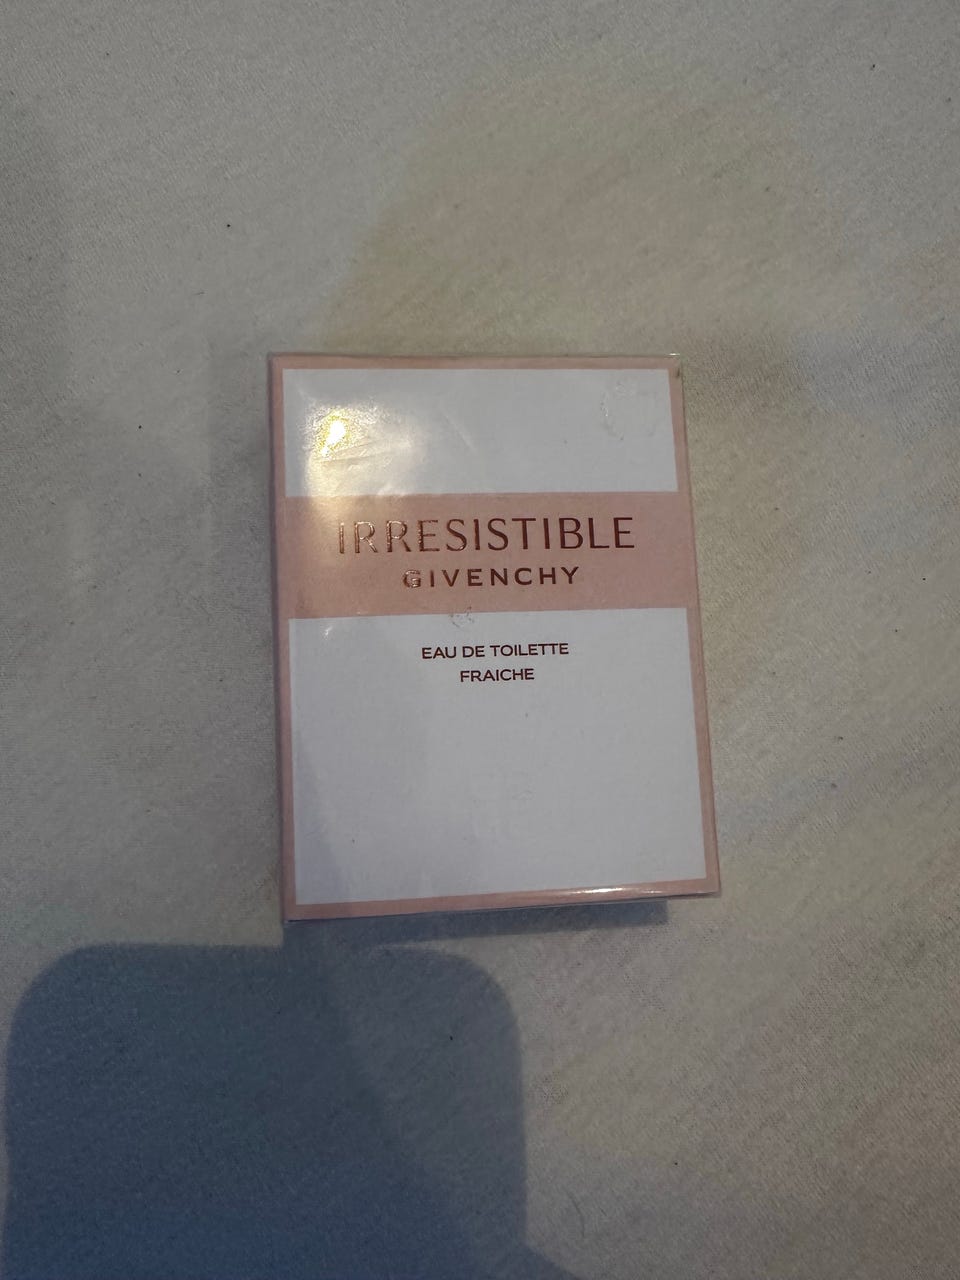 IRRESISTIBLE
GIVENCHY
EAU DE TOILETTE
FRAICHE